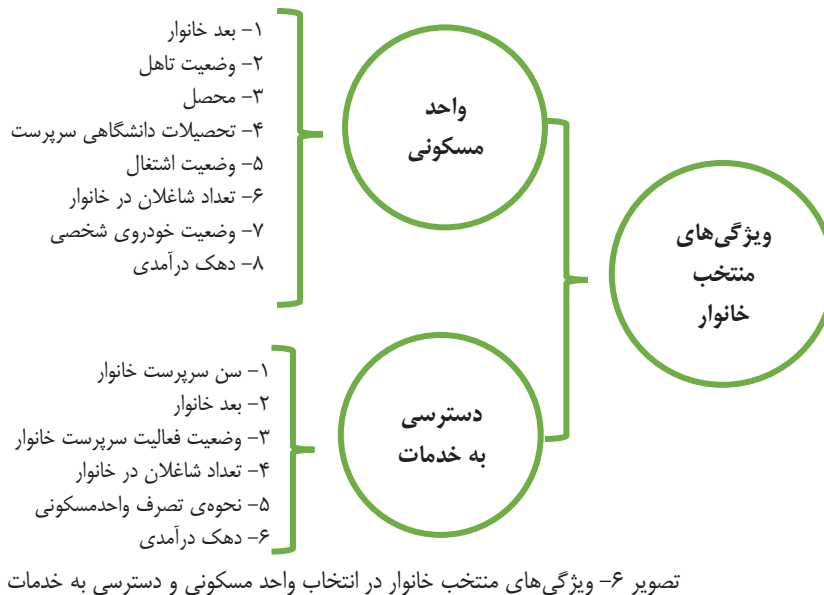 ویژگی‌های
منتخب
خانوار
واحد
مسکونی
۱- بعد خانوار
۲- وضعیت تاهل
۳- محصل
۴- تحصیلات دانشگاهی سرپرست
۵- وضعیت اشتغال
۶- تعداد شاغلان در خانوار
۷- وضعیت خودروی شخصی
۸- دهک درآمدی
دسترسی
به خدمات
۱- سن سرپرست خانوار
۲- بعد خانوار
۳- وضعیت فعالیت سرپرست خانوار
۴- تعداد شاغلان در خانوار
۵- نحوه‌ی تصرف واحدمسکونی
۶- دهک درآمدی
تصویر ۶- ویژگی‌های منتخب خانوار در انتخاب واحد مسکونی و دسترسی به خدمات